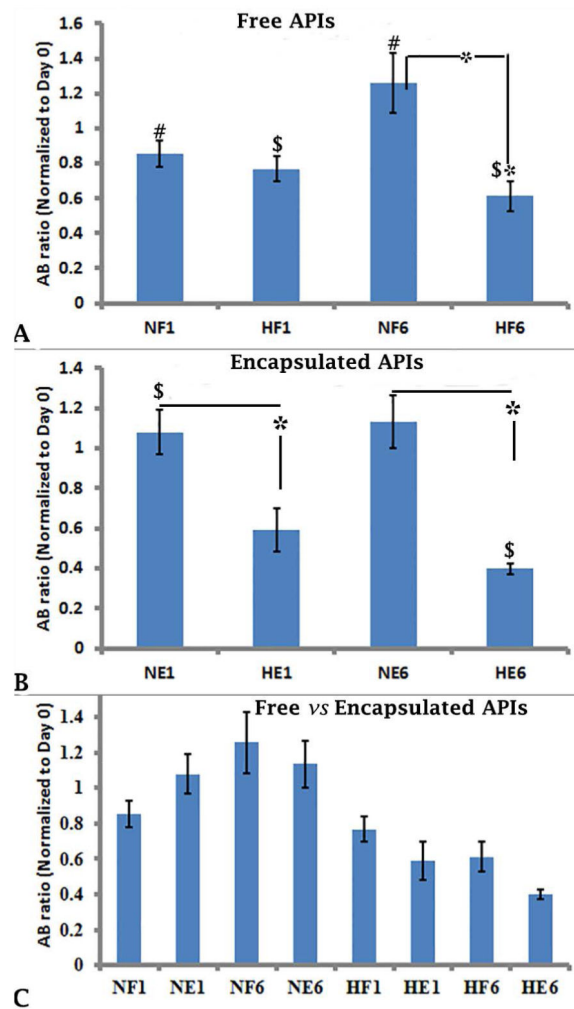 Free APIs
AB ratio (Normalized to Day 0)
1.6
1.4
1.2
1
0.8
0.6
0.4
0.2
0
#
$
#
*
$*
NF1 HF1 NF6 HF6
A
Encapsulated APIs
AB ratio (Normalized to Day 0)
1.4
1.2
1
0.8
0.6
0.4
0.2
0
$
*
*
$
NE1 HE1 NE6 HE6
B
Free vs Encapsulated APIs
AB ratio (Normalized to Day 0)
1.4
1.2
1
0.8
0.6
0.4
0.2
0
NF1 NE1 NF6 NE6 HF1 HE1 HF6 HE6
C